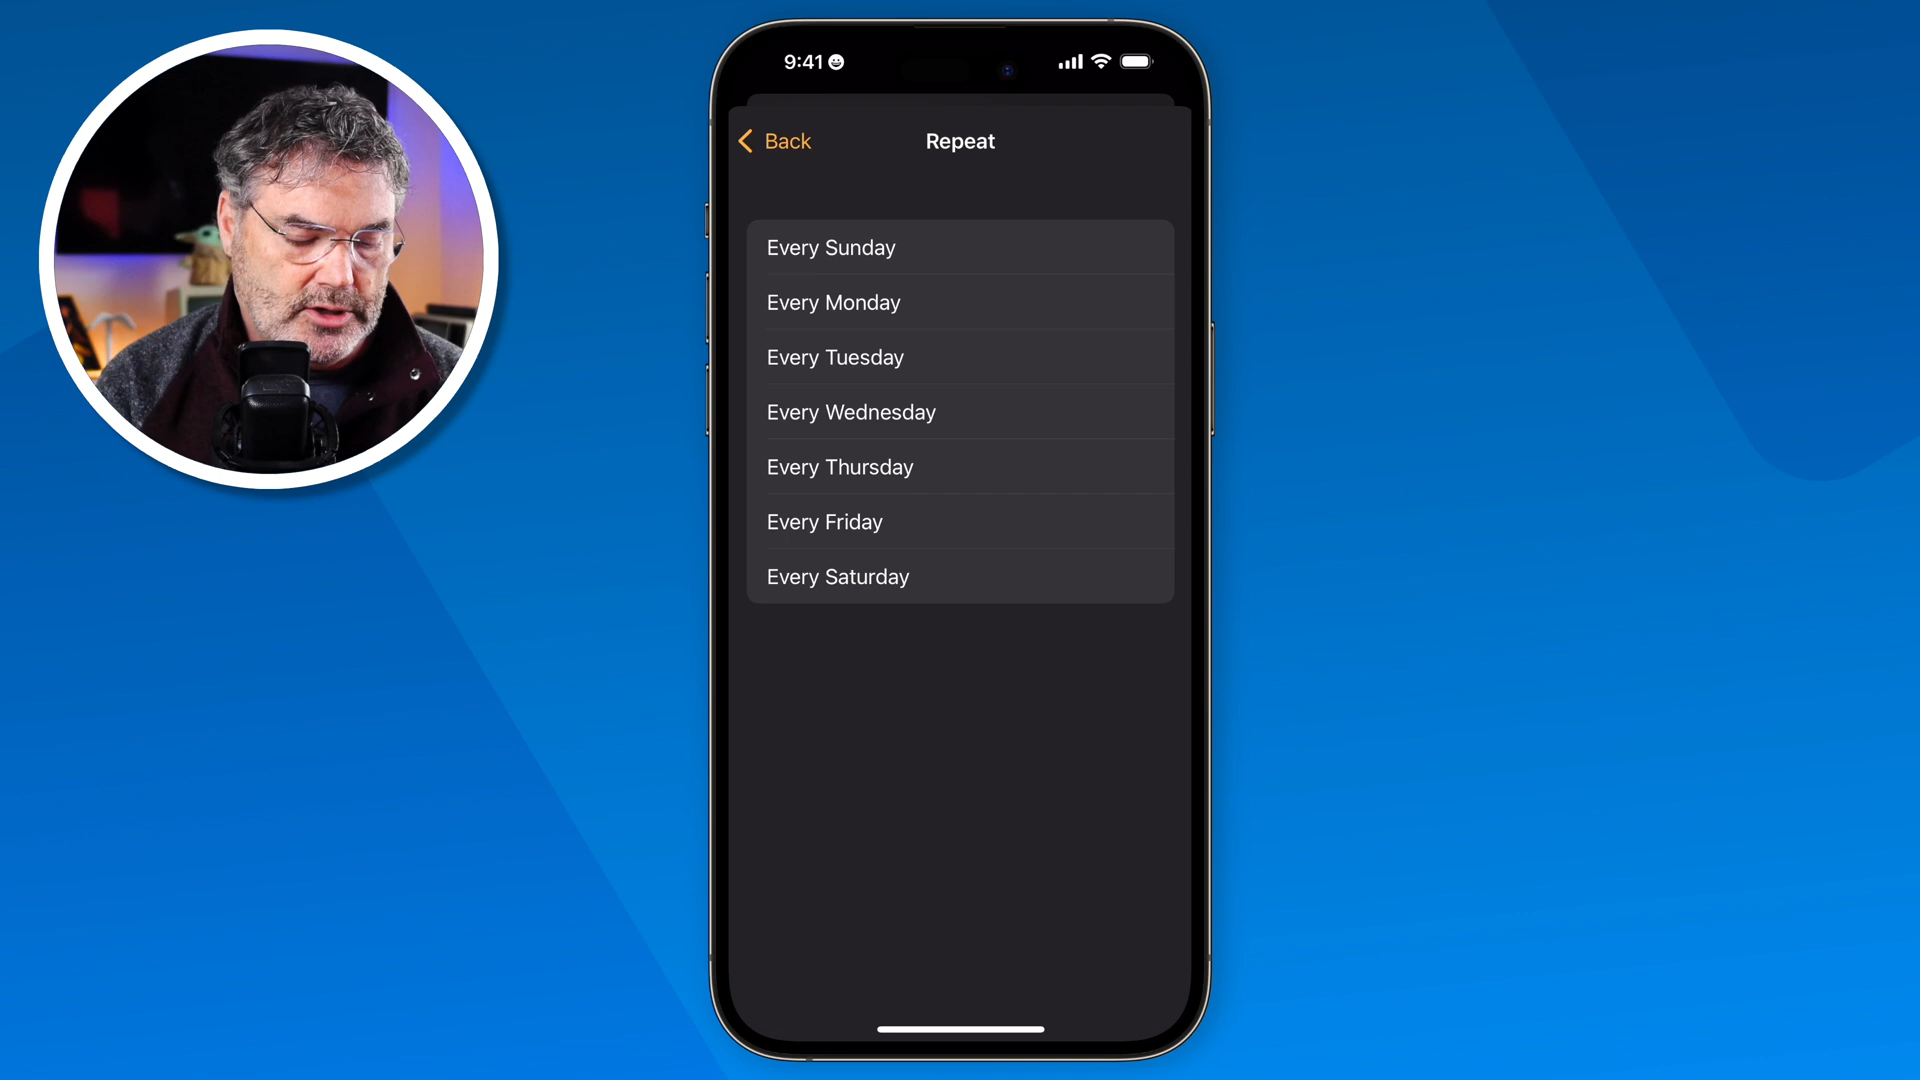 9:41
Back
Repeat
Every Sunday
Every Monday
Every Tuesday
Every Wednesday
Every Thursday
Every Friday
Every Saturday